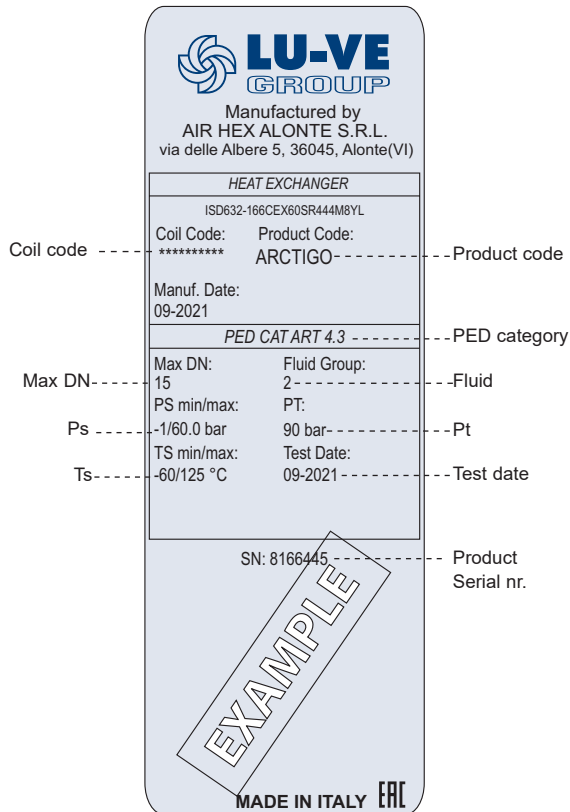 LU-VE
GROUP
Manufactured by
AIR HEX ALONTE S.R.L.
via delle Albere 5, 36045, Alonte(VI)
HEAT EXCHANGER
ISD632-166CEX60SR444M8YL
Coil code
Coil Code: Product Code:
********** ARCTIGO
Product code
Manuf. Date:
09-2021
PED CAT ART 4.3
PED category
Max DN: Fluid Group:
Max DN
15 2
Fluid
PS min/max: PT:
Ps
-1/60.0 bar 90 bar
Pt
TS min/max: Test Date:
Ts
-60/125 °C 09-2021
Test date
SN: 8166445
Product
Serial nr.
EXAMPLE
MADE IN ITALY EAC